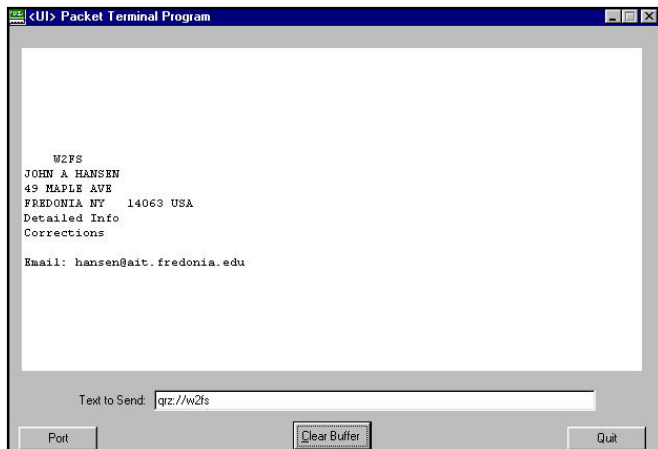 <UI> Packet Terminal Program
W2FS
JOHN A HANSEN
49 MAPLE AVE
FREDONIA NY 14063 USA
Detailed Info
Corrections
Email: hansen@ait.fredonia.edu
Text to Send: qrz://w2fs
Port Clear Buffer Quit